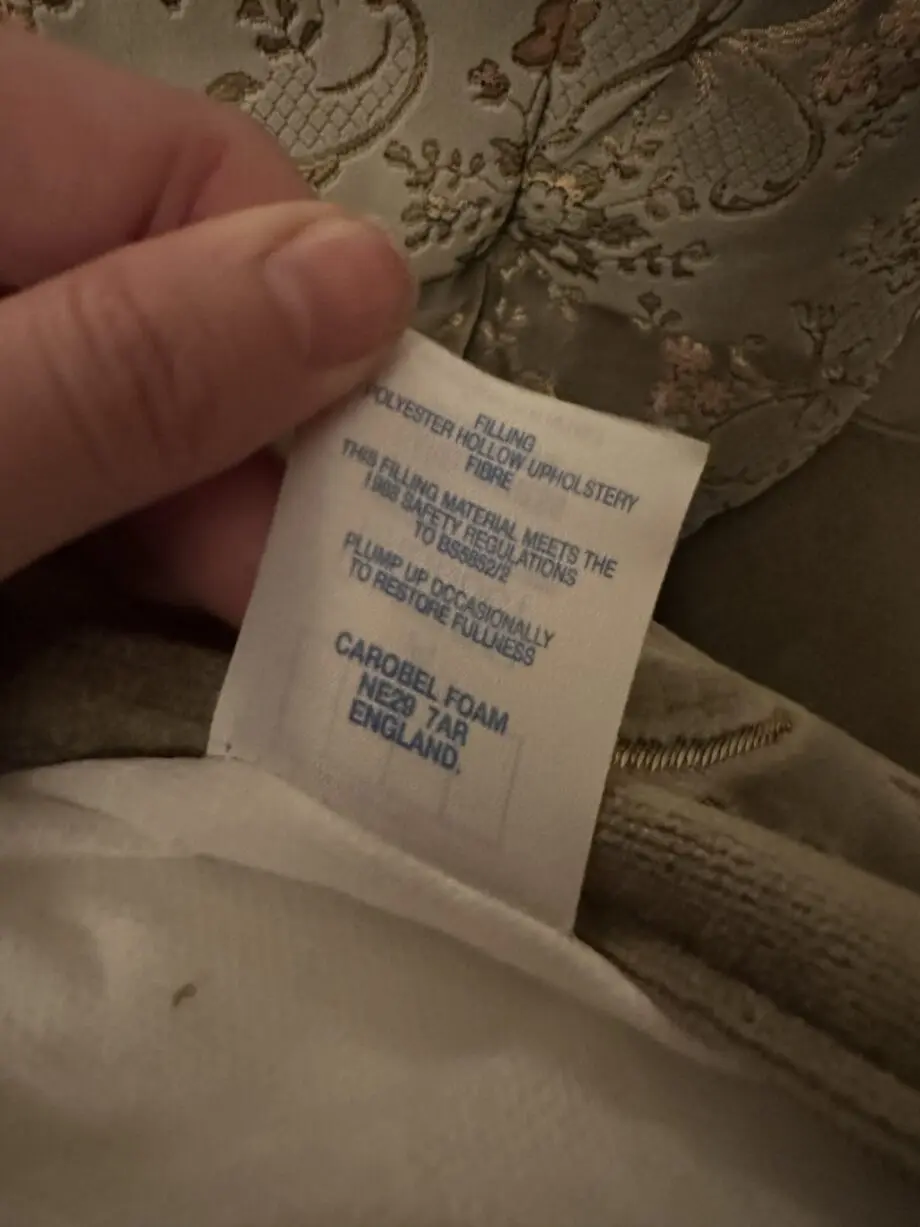 FILLING
POLYESTER HOLLOW UPHOLSTERY
FIBRE
THIS FILLING MATERIAL MEETS THE
1988 SAFETY REGULATIONS
TO BS5852/2
PLUMP UP OCCASIONALLY
TO RESTORE FULLNESS
CAROBEL FOAM
NE29 7AR
ENGLAND.